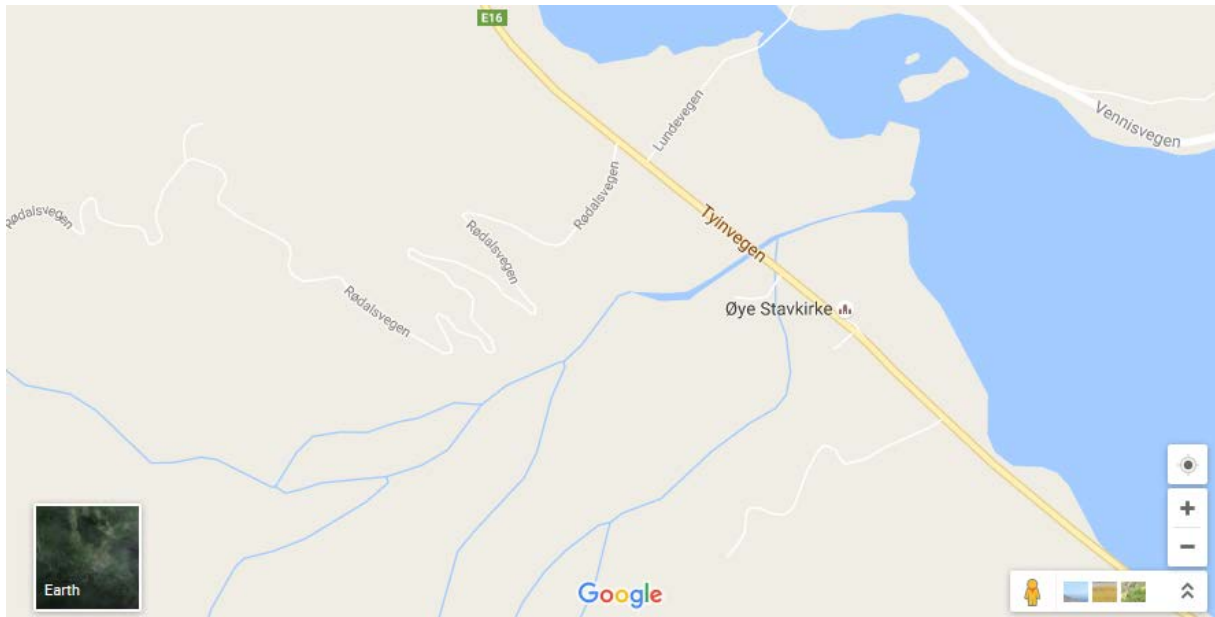 E16
Lundevegen
Vennisvegen
Rødalsvegen
Rødalsvegen
Rødalsvegen
Rødalsvegen
Tyinvegen
Øye Stavkirke
Earth
Google